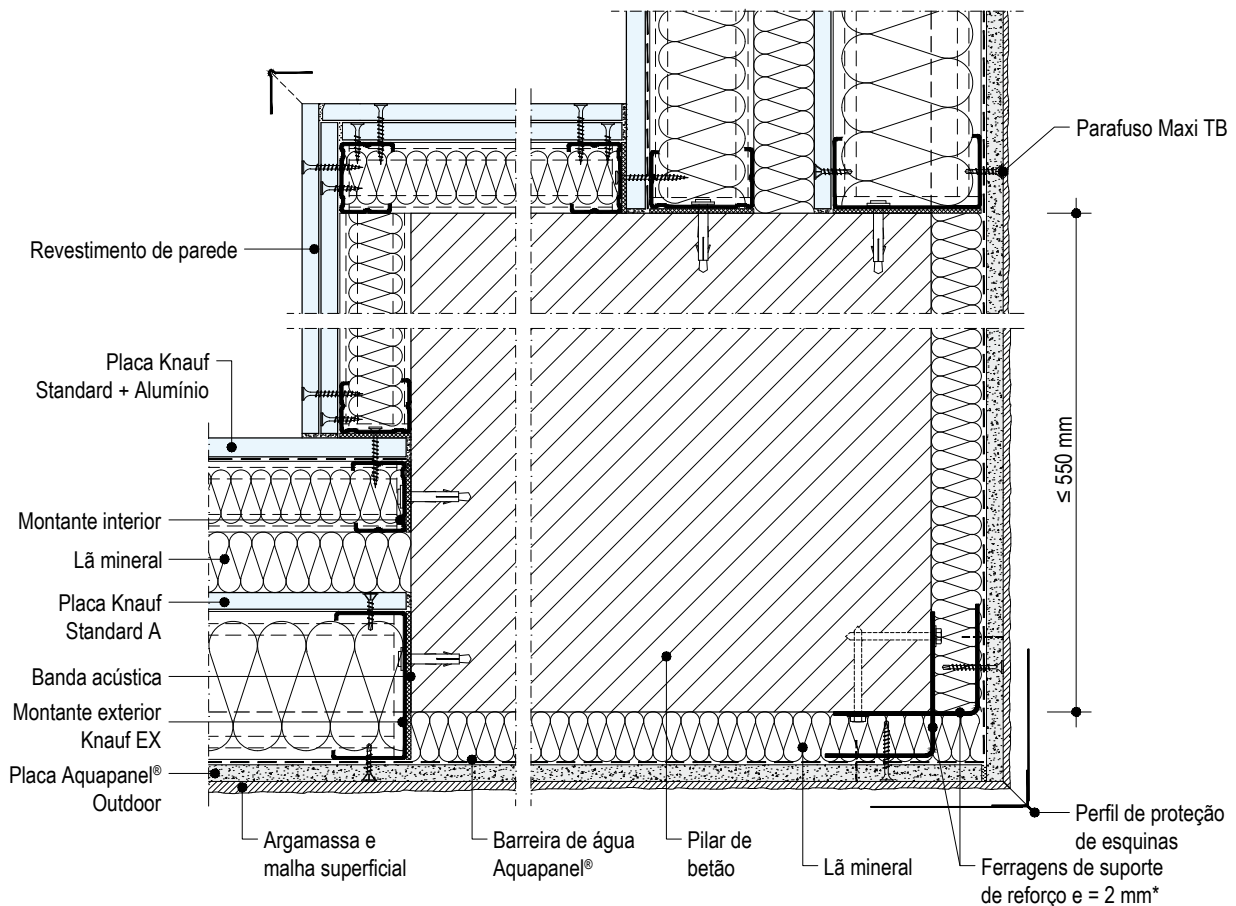 Parafuso Maxi TB
Revestimento de parede
Placa Knauf
Standard + Alumínio
≤ 550 mm
Montante interior
Lã mineral
Placa Knauf
Standard A
Banda acústica
Montante exterior
Knauf EX
Placa Aquapanel®
Outdoor
Argamassa e
malha superficial
Barreira de água
Aquapanel®
Pilar de
betão
Lã mineral
Perfil de proteção
de esquinas
Ferragens de suporte
de reforço e = 2 mm*